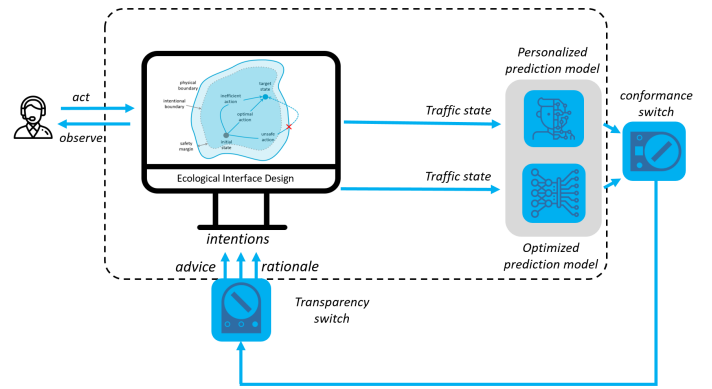 act
observe
physical
boundary
intentional
boundary
safety
margin
inefficient
action
target
state
optimal
action
initial
state
unsafe
action
Ecological Interface Design
Traffic state
Traffic state
Personalized
prediction model
Optimized
prediction model
conformance
switch
intentions
advice
rationale
Transparency
switch